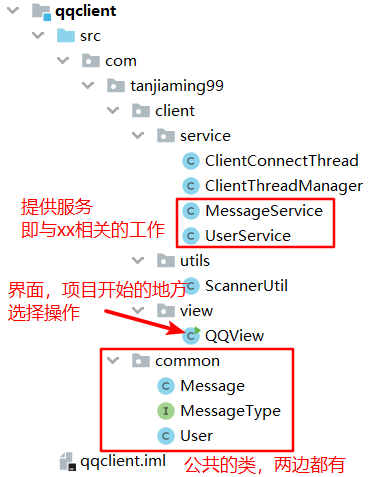 qqclient
src
com
tanjiaming99
client
service
ClientConnectThread
ClientThreadManager
提供服务
即与xx相关的工作
MessageService
UserService
utils
ScannerUtil
界面，项目开始的地方
选择操作
view
QQView
common
Message
MessageType
User
qqclient.iml
公共的类，两边都有